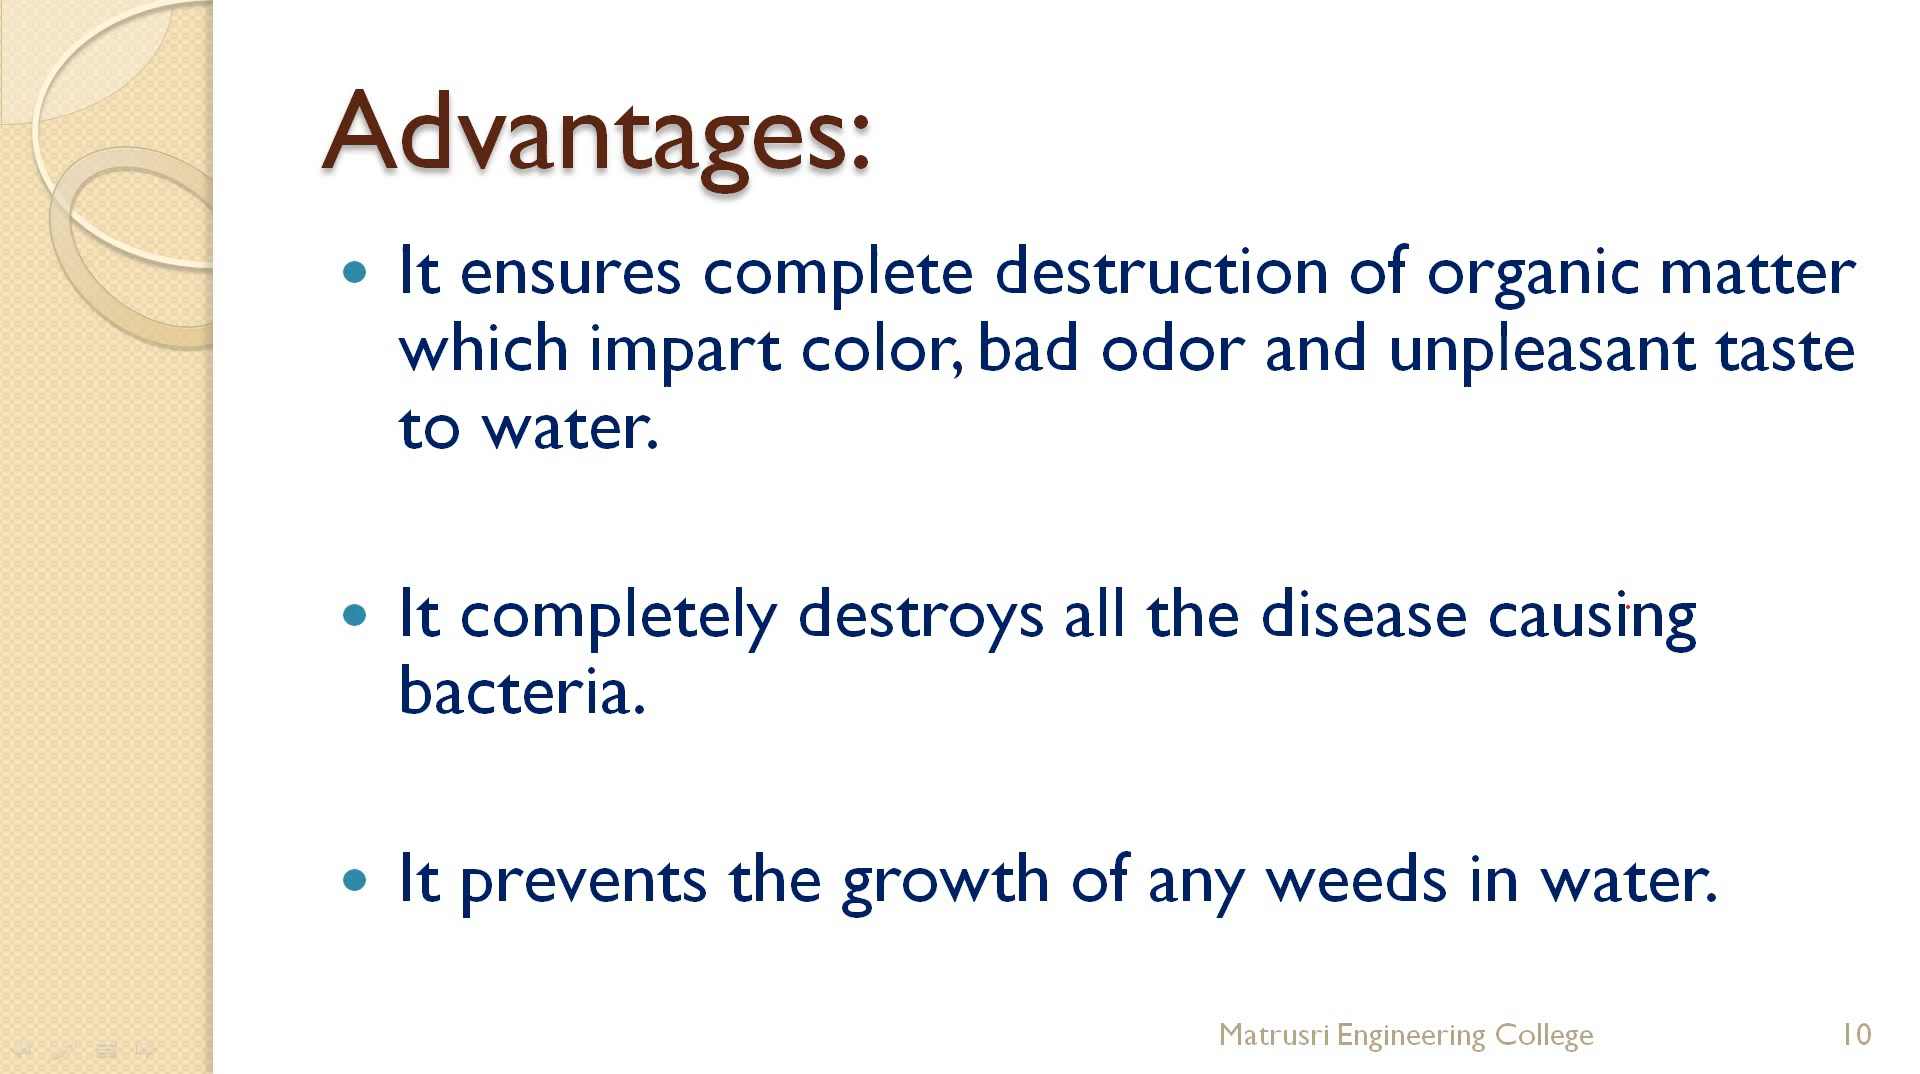 Advantages:
• It ensures complete destruction of organic matter
which impart color, bad odor and unpleasant taste
to water.
• It completely destroys all the disease causing
bacteria.
• It prevents the growth of any weeds in water.
Matrusri Engineering College 10